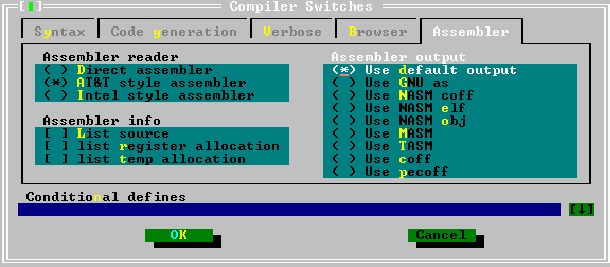 Compiler Switches
Syntax Code generation Verbose Browser Assembler
Assembler reader
( ) Direct assembler
(*) AT&T style assembler
( ) Intel style assembler
Assembler info
[ ] List source
[ ] list register allocation
[ ] list temp allocation
Assembler output
(*) Use default output
( ) Use GNU as
( ) Use NASM coff
( ) Use NASM elf
( ) Use NASM obj
( ) Use MASM
( ) Use TASM
( ) Use coff
( ) Use pecoff
Conditional defines
[↓]
OK Cancel